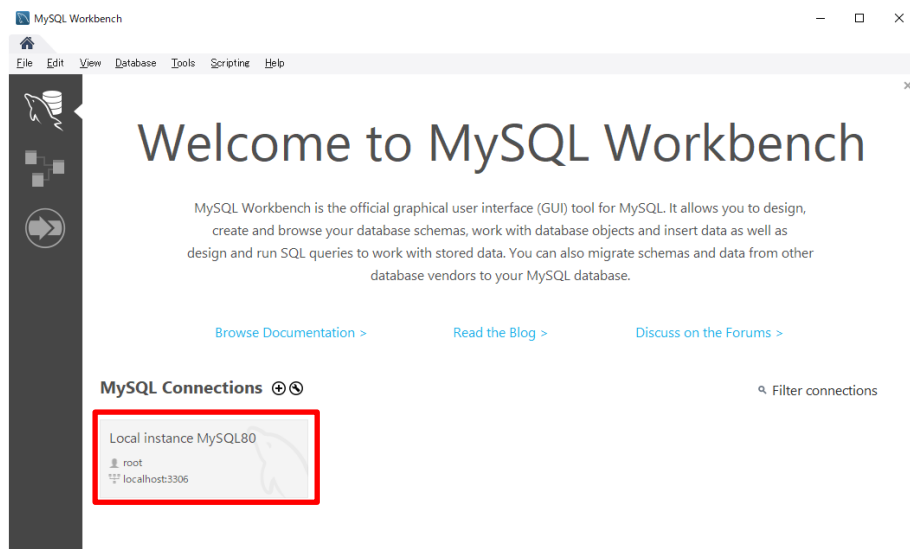 MySQL Workbench
File Edit View Database Tools Scripting Help
Welcome to MySQL Workbench
MySQL Workbench is the official graphical user interface (GUI) tool for MySQL. It allows you to design,
create and browse your database schemas, work with database objects and insert data as well as
design and run SQL queries to work with stored data. You can also migrate schemas and data from other
database vendors to your MySQL database.
Browse Documentation > Read the Blog > Discuss on the Forums >
MySQL Connections Filter connections
Local instance MySQL80
root
localhost:3306